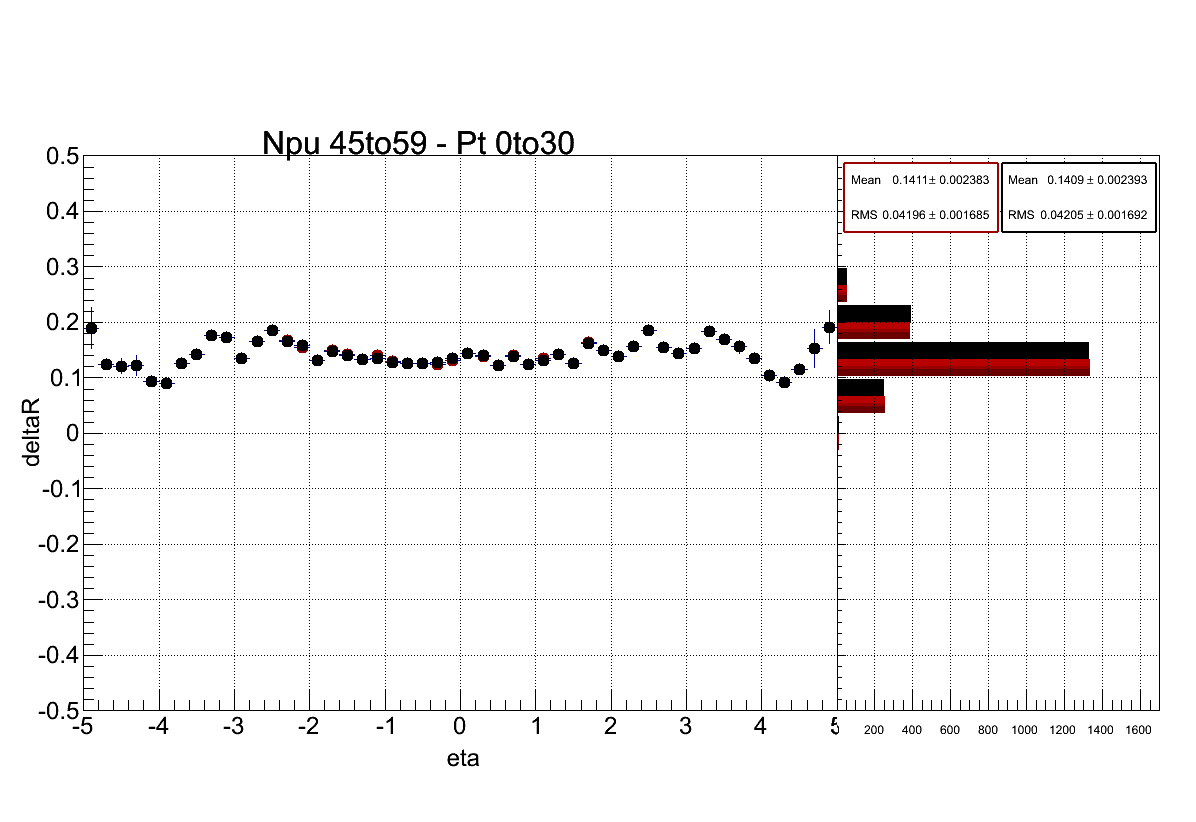 Npu 45to59 - Pt 0to30
0.5
0.4
0.3
0.2
0.1
0
-0.1
-0.2
-0.3
-0.4
-0.5
deltaR
-5 -4 -3 -2 -1 0 1 2 3 4 5
eta
Mean 0.1411± 0.002383
RMS 0.04196 ± 0.001685
Mean 0.1409 ± 0.002393
RMS 0.04205 ± 0.001692
200 400 600 800 1000 1200 1400 1600